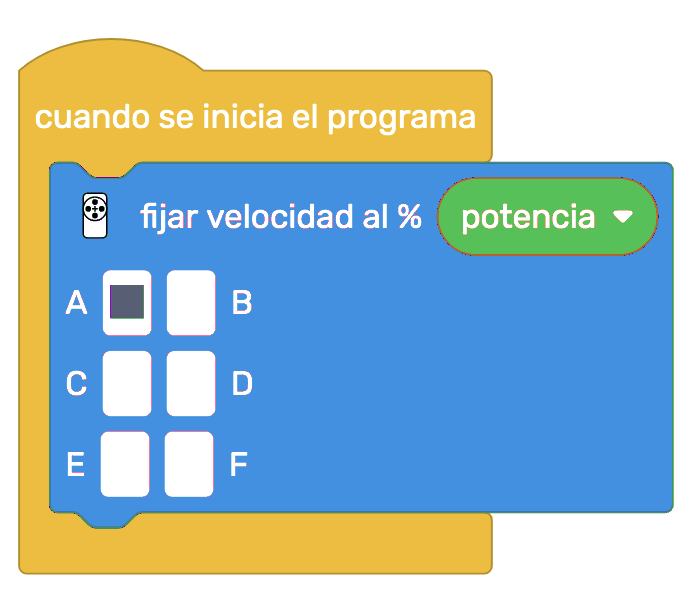 cuando se inicia el programa
fijar velocidad al % potencia
A B
C D
E F